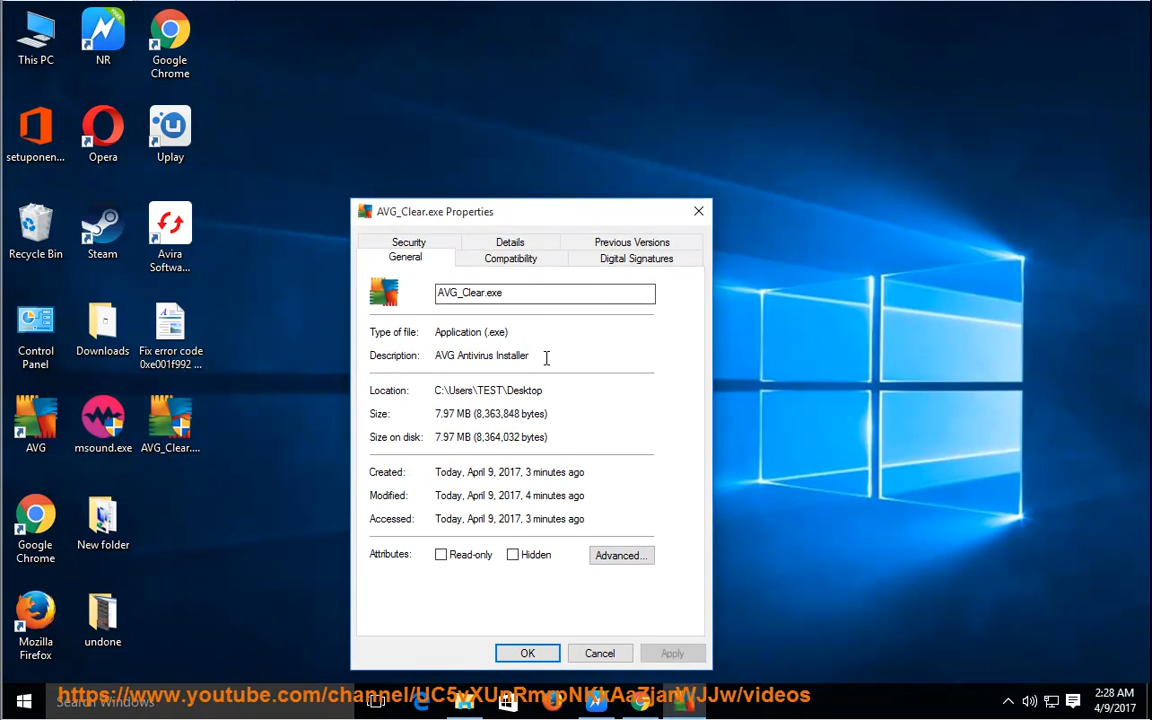 This PC
NR
Google
Chrome
setuponen...
Opera
Uplay
Recycle Bin
Steam
Avira
Softwa...
Control
Panel
Downloads
Fix error code
0xe001f992 ...
AVG
msound.exe
AVG_Clear....
Google
Chrome
New folder
Mozilla
Firefox
undone
AVG_Clear.exe Properties
Security
Details
Previous Versions
General
Compatibility
Digital Signatures
AVG_Clear.exe
Type of file: Application (.exe)
Description: AVG Antivirus Installer
Location: C:\Users\TEST\Desktop
Size: 7.97 MB (8,363,848 bytes)
Size on disk: 7.97 MB (8,364,032 bytes)
Created: Today, April 9, 2017, 3 minutes ago
Modified: Today, April 9, 2017, 4 minutes ago
Accessed: Today, April 9, 2017, 3 minutes ago
Attributes: Read-only Hidden Advanced...
OK Cancel Apply
Search Windows
2:28 AM
4/9/2017